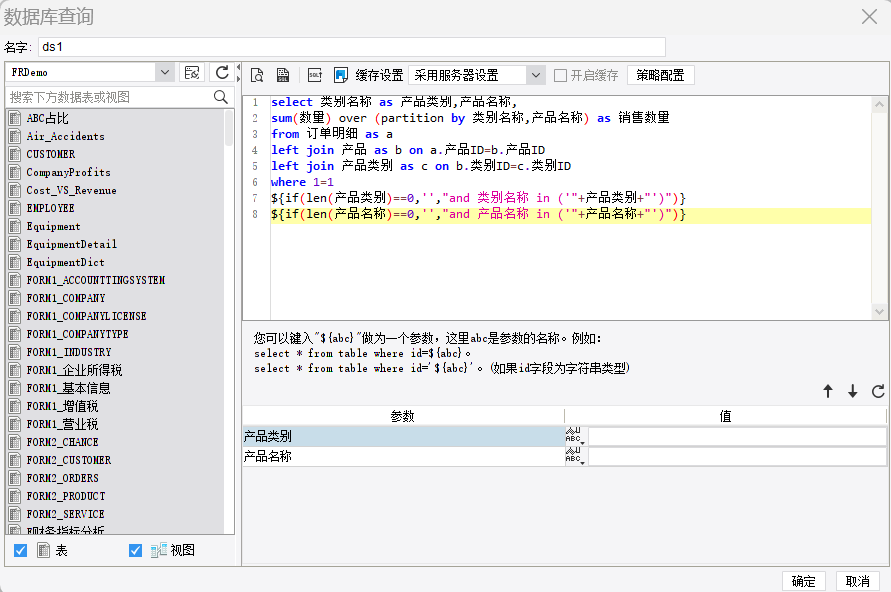 数据库查询
名字: ds1
FRDemo
缓存设置 采用服务器设置 开启缓存 策略配置
搜索下方数据表或视图
ABC占比
Air_Accidents
CUSTOMER
CompanyProfits
Cost_VS_Revenue
EMPLOYEE
Equipment
EquipmentDetail
EquipmentDict
FORM1_ACCOUNTTINGSYSTEM
FORM1_COMPANY
FORM1_COMPANYLICENSE
FORM1_COMPANYTYPE
FORM1_INDUSTRY
FORM1_企业所得税
FORM1_基本信息
FORM1_增值税
FORM1_营业税
FORM2_CHANCE
FORM2_CUSTOMER
FORM2_ORDERS
FORM2_PRODUCT
FORM2_SERVICE
F财务指标分析
表 视图
1 select 类别名称 as 产品类别,产品名称,
2 sum(数量) over (partition by 类别名称,产品名称) as 销售数量
3 from 订单明细 as a
4 left join 产品 as b on a.产品ID=b.产品ID
5 left join 产品类别 as c on b.类别ID=c.类别ID
6 where 1=1
7 ${if(len(产品类别)==0,'',"and 类别名称 in ('"+产品类别+"')")}
8 ${if(len(产品名称)==0,'',"and 产品名称 in ('"+产品名称+"')")}
您可以键入"${abc}"做为一个参数，这里abc是参数的名称。例如：
select * from table where id=${abc}。
select * from table where id='${abc}'。(如果id字段为字符串类型)
参数 值
产品类别 ABC
产品名称 ABC
确定 取消